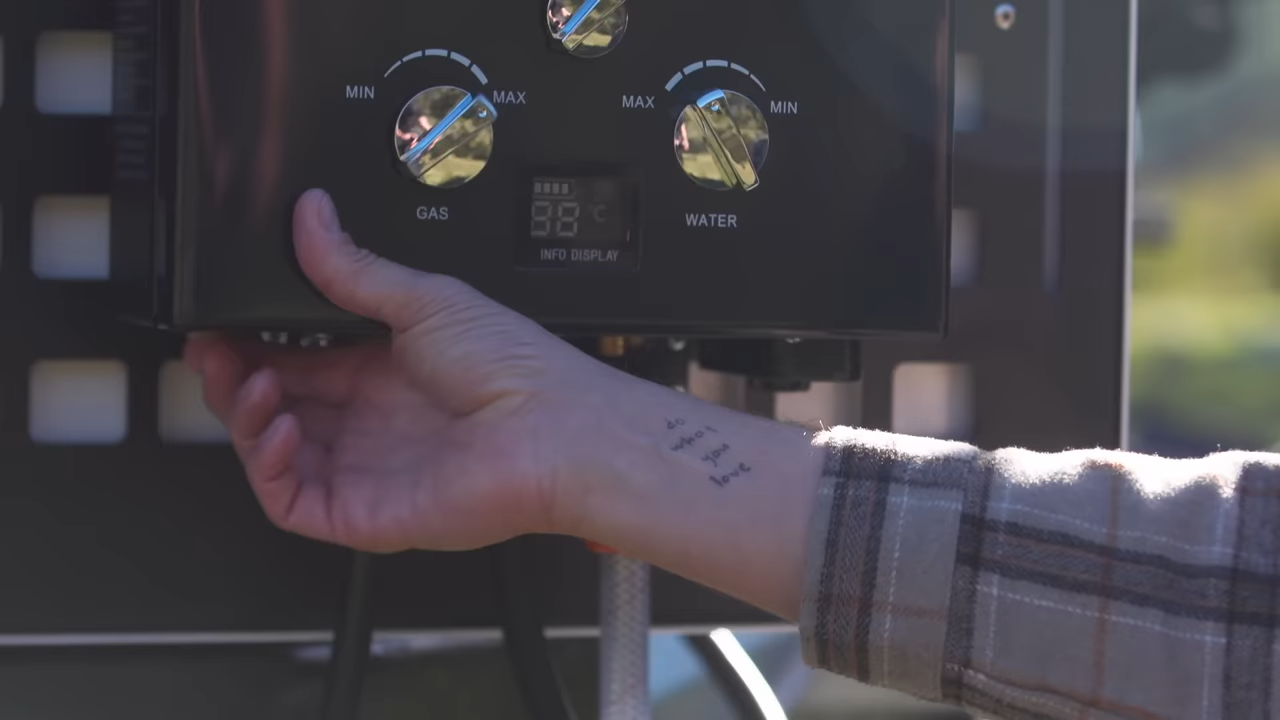 MIN
MAX
GAS
MAX
MIN
WATER
88 °C
INFO DISPLAY
do
what
you
love